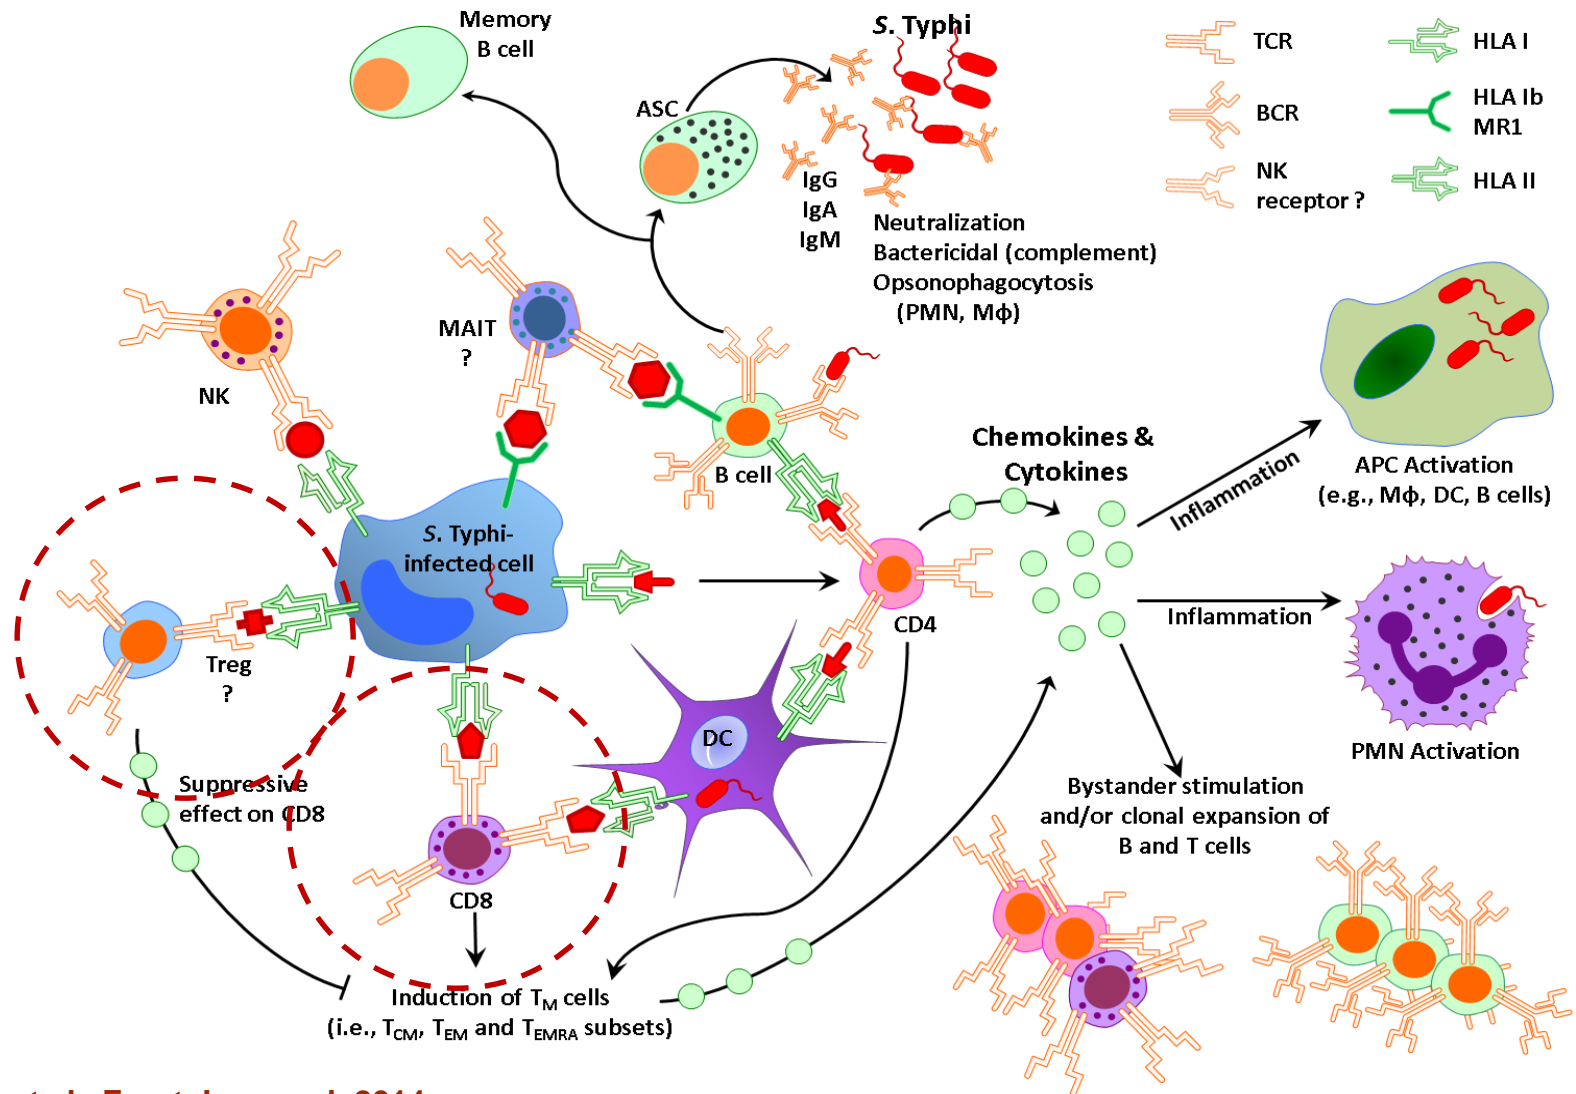 Memory
B cell
S. Typhi
ASC
IgG
IgA
IgM
Neutralization
Bactericidal (complement)
Opsonophagocytosis
(PMN, Mϕ)
TCR
BCR
NK
receptor ?
HLA I
HLA Ib
MR1
HLA II
NK
MAIT
?
B cell
S. Typhi-
infected cell
Treg
?
Suppressive
effect on CD8
CD8
DC
CD4
Chemokines &
Cytokines
Inflammation
APC Activation
(e.g., Mϕ, DC, B cells)
Inflammation
PMN Activation
Bystander stimulation
and/or clonal expansion of
B and T cells
Induction of TM cells
(i.e., TCM, TEM and TEMRA subsets)